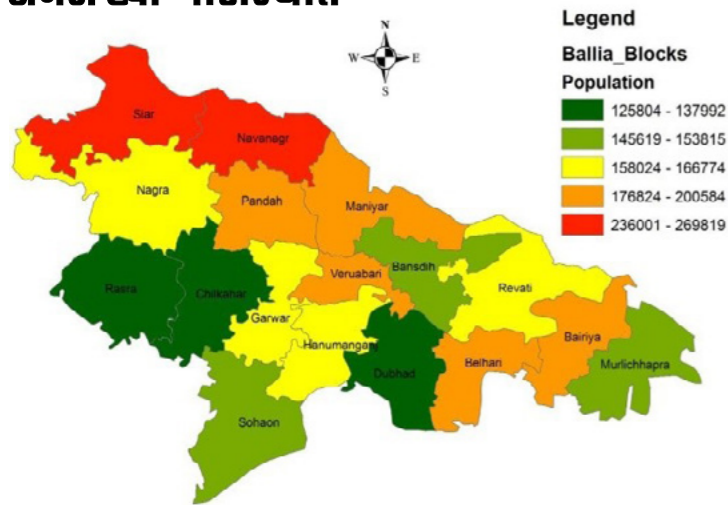 Legend
Ballia_Blocks
Population
125804 - 137992
145619 - 153815
158024 - 166774
176824 - 200584
236001 - 269819
N
W
E
S
Siar
Navanagr
Nagra
Pandah
Maniyar
Rasra
Chilkahar
Veruabari
Bansdih
Revati
Garwar
Hanumanganj
Dubhad
Belhari
Bairiya
Murlichhapra
Sohaon